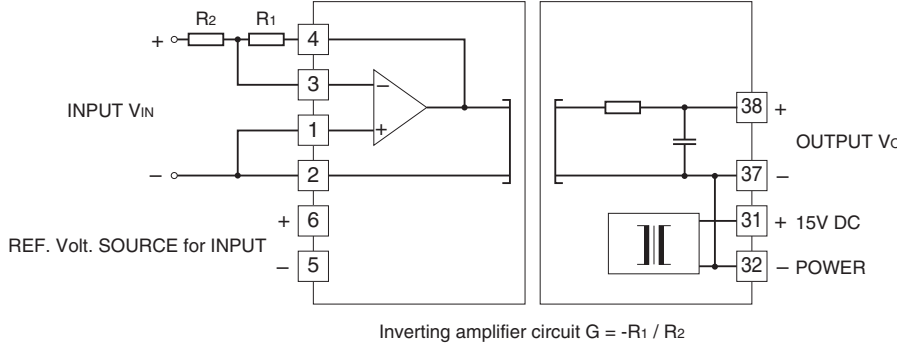 R2 R1
+ 4
3 −
INPUT VIN
1 +
− 2
+ 6
REF. Volt. SOURCE for INPUT
− 5
38 +
OUTPUT VO
37 −
31 + 15V DC
32 − POWER
Inverting amplifier circuit G = -R1 / R2